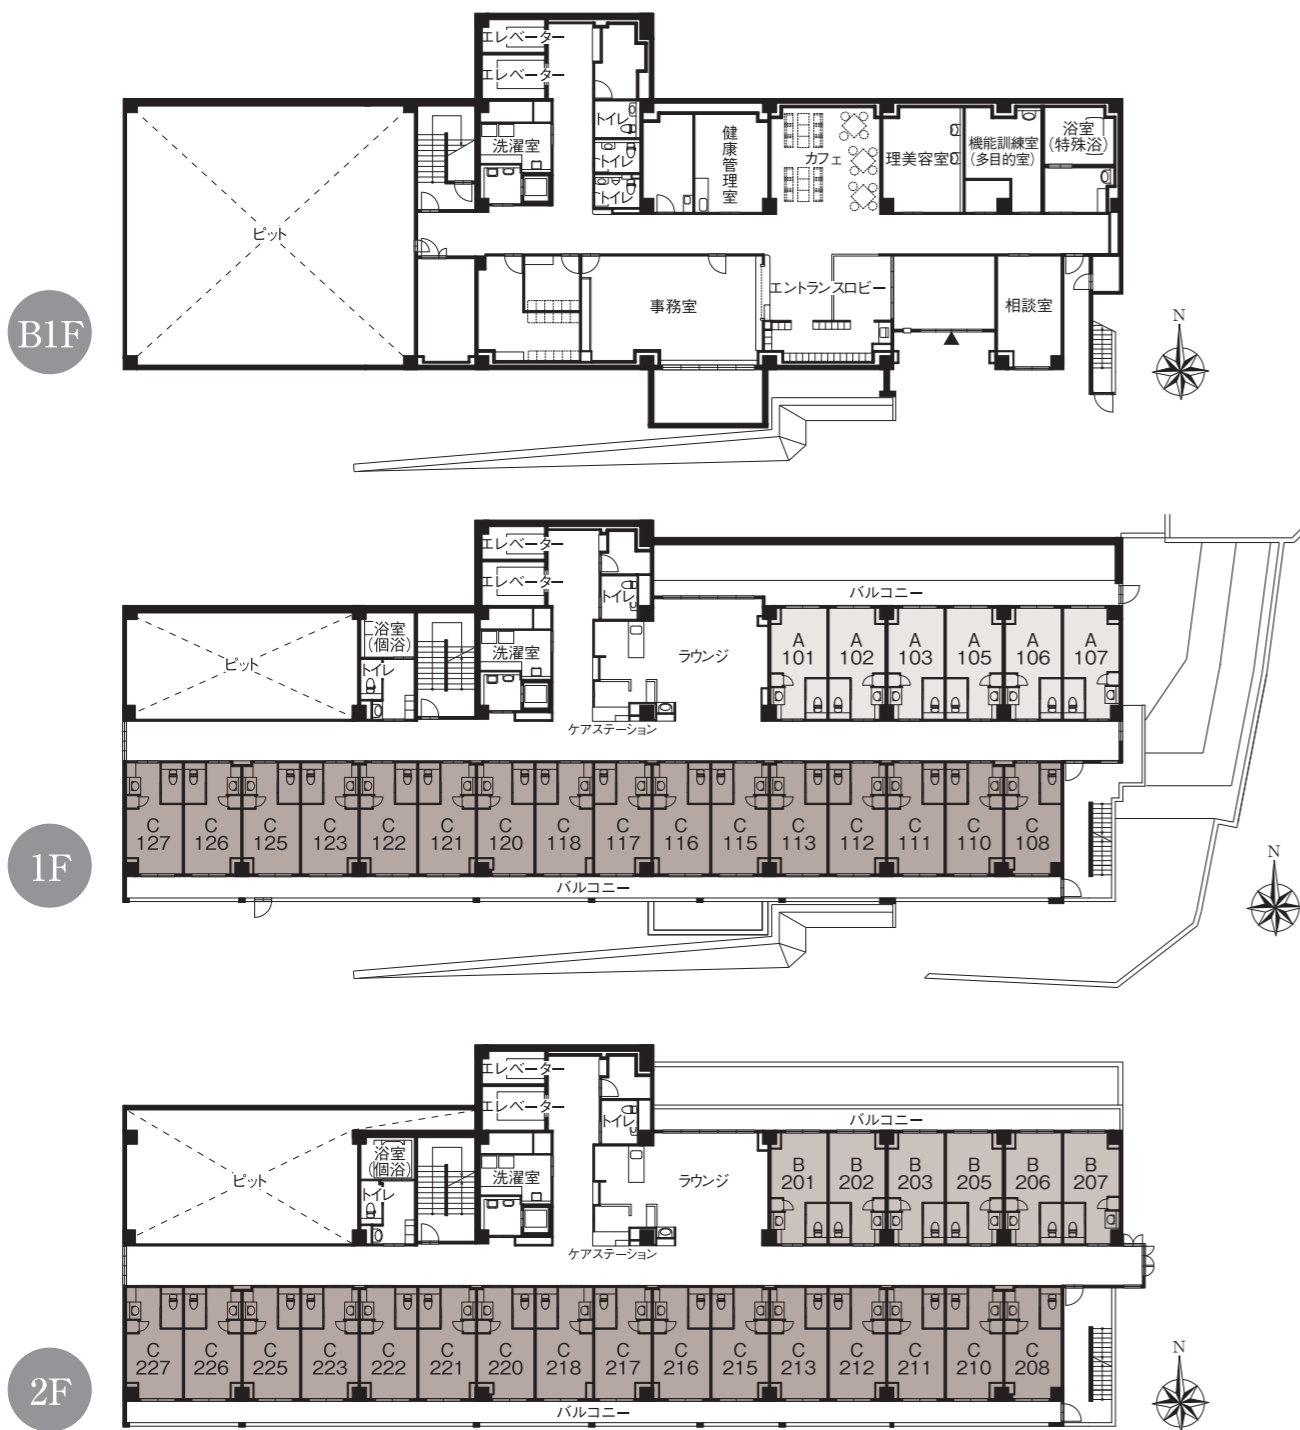 エレベーター
エレベーター
トイレ
洗濯室
トイレ
トイレ
健康管理室
カフェ
理美容室
機能訓練室
(多目的室)
浴室
(特殊浴)
ピット
B1F
事務室
エントランスロビー
相談室
N
エレベーター
エレベーター
トイレ
バルコニー
浴室
(個浴)
洗濯室
ラウンジ
ピット
トイレ
A
101
A
102
A
103
A
105
A
106
A
107
ケアステーション
1F
C
127
C
126
C
125
C
123
C
122
C
121
C
120
C
118
C
117
C
116
C
115
C
113
C
112
C
111
C
110
C
108
バルコニー
N
エレベーター
エレベーター
トイレ
バルコニー
浴室
(個浴)
洗濯室
ラウンジ
ピット
トイレ
B
201
B
202
B
203
B
205
B
206
B
207
ケアステーション
2F
C
227
C
226
C
225
C
223
C
222
C
221
C
220
C
218
C
217
C
216
C
215
C
213
C
212
C
211
C
210
C
208
バルコニー
N